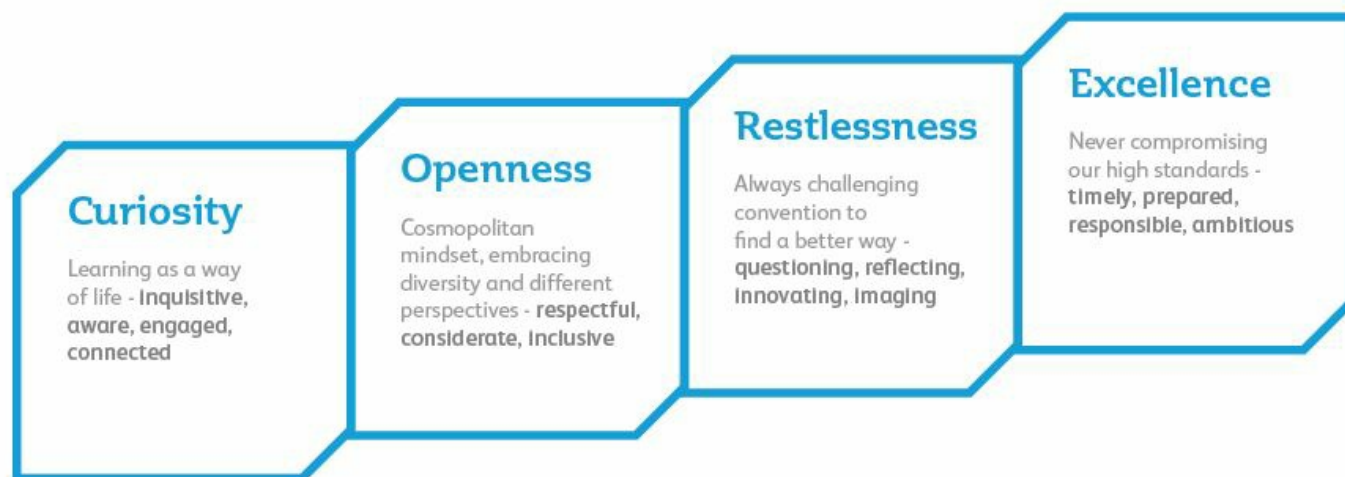 Curiosity
Learning as a way
of life - inquisitive,
aware, engaged,
connected
Openness
Cosmopolitan
mindset, embracing
diversity and different
perspectives - respectful,
considerate, inclusive
Restlessness
Always challenging
convention to
find a better way -
questioning, reflecting,
innovating, imaging
Excellence
Never compromising
our high standards -
timely, prepared,
responsible, ambitious